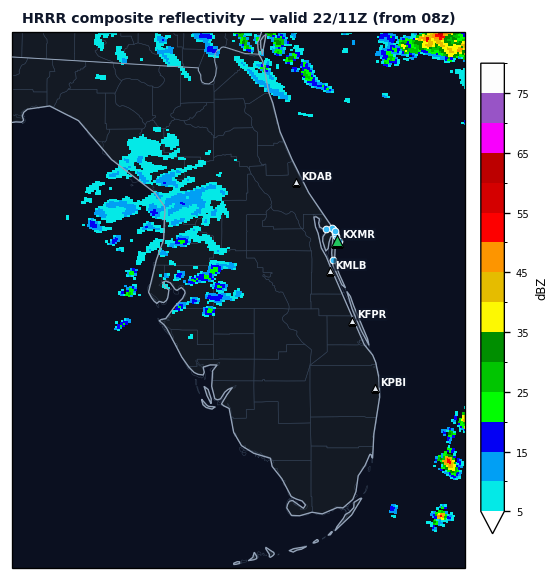 HRRR composite reflectivity — valid 22/11Z (from 08z)
KDAB
KXMR
KMLB
KFPR
KPBI
75
65
55
45
35
25
15
5
dBZ